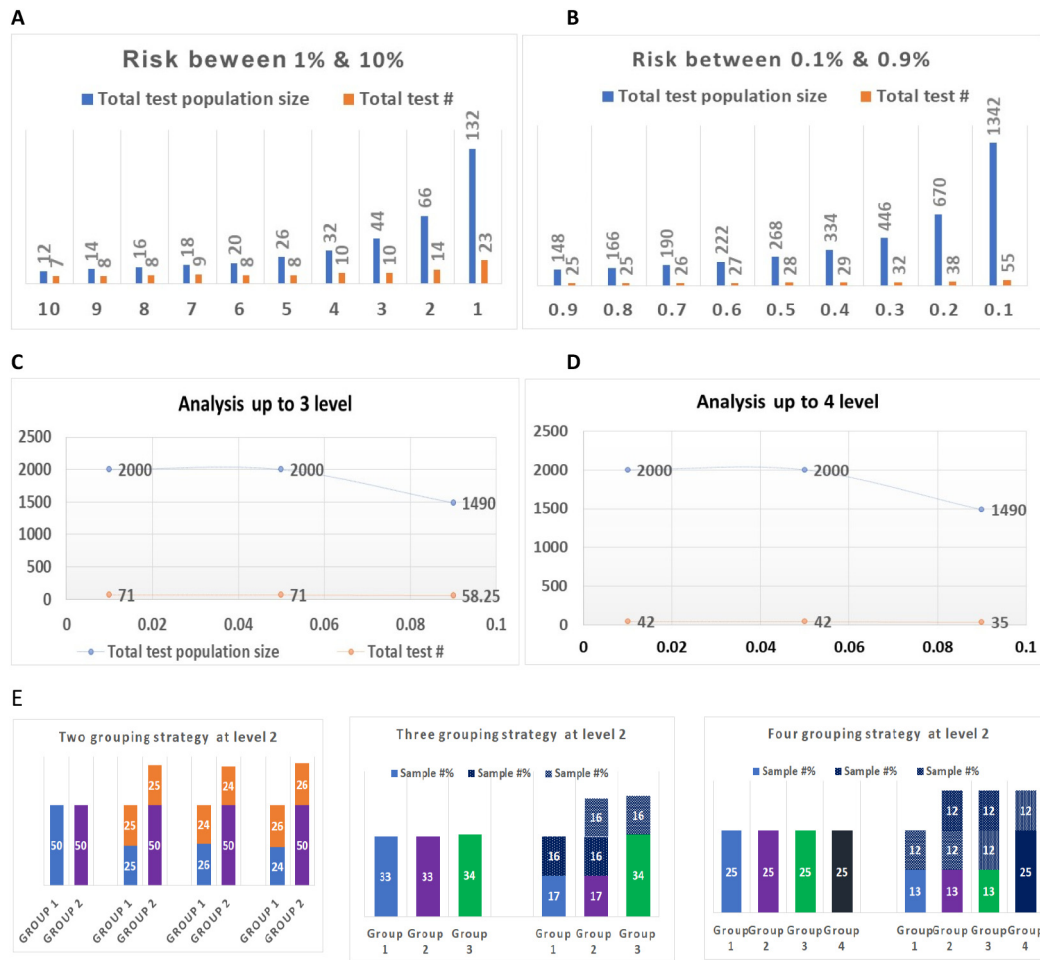 A
B
Risk beween 1% & 10%
Total test population size Total test #
12 7 14 8 16 8 18 9 20 8 26 8 32 10 44 10 66 14 132 23
10 9 8 7 6 5 4 3 2 1
Risk between 0.1% & 0.9%
Total test population size Total test #
148 25 166 25 190 26 222 27 268 28 334 29 446 32 670 38 1342 55
0.9 0.8 0.7 0.6 0.5 0.4 0.3 0.2 0.1
C
D
Analysis up to 3 level
2500
2000
1500
1000
500
0
2000 2000 1490
71 71 58.25
0 0.02 0.04 0.06 0.08 0.1
Total test population size Total test #
Analysis up to 4 level
2500
2000
1500
1000
500
0
2000 2000 1490
42 42 35
0 0.02 0.04 0.06 0.08 0.1
E
Two grouping strategy at level 2
25 24 26
50 50 25 50 24 50 26 50
25 26 24
GROUP 1 GROUP 2 GROUP 1 GROUP 2 GROUP 1 GROUP 2 GROUP 1 GROUP 2
Three grouping strategy at level 2
Sample #% Sample #% Sample #%
16 16
33 33 34 16 16 34
17 17
Group 1 Group 2 Group 3 Group 1 Group 2 Group 3
Four grouping strategy at level 2
Sample #% Sample #% Sample #%
12 12 12
25 25 25 25 12 12 12
13 13 13 25
Group 1 Group 2 Group 3 Group 4 Group 1 Group 2 Group 3 Group 4